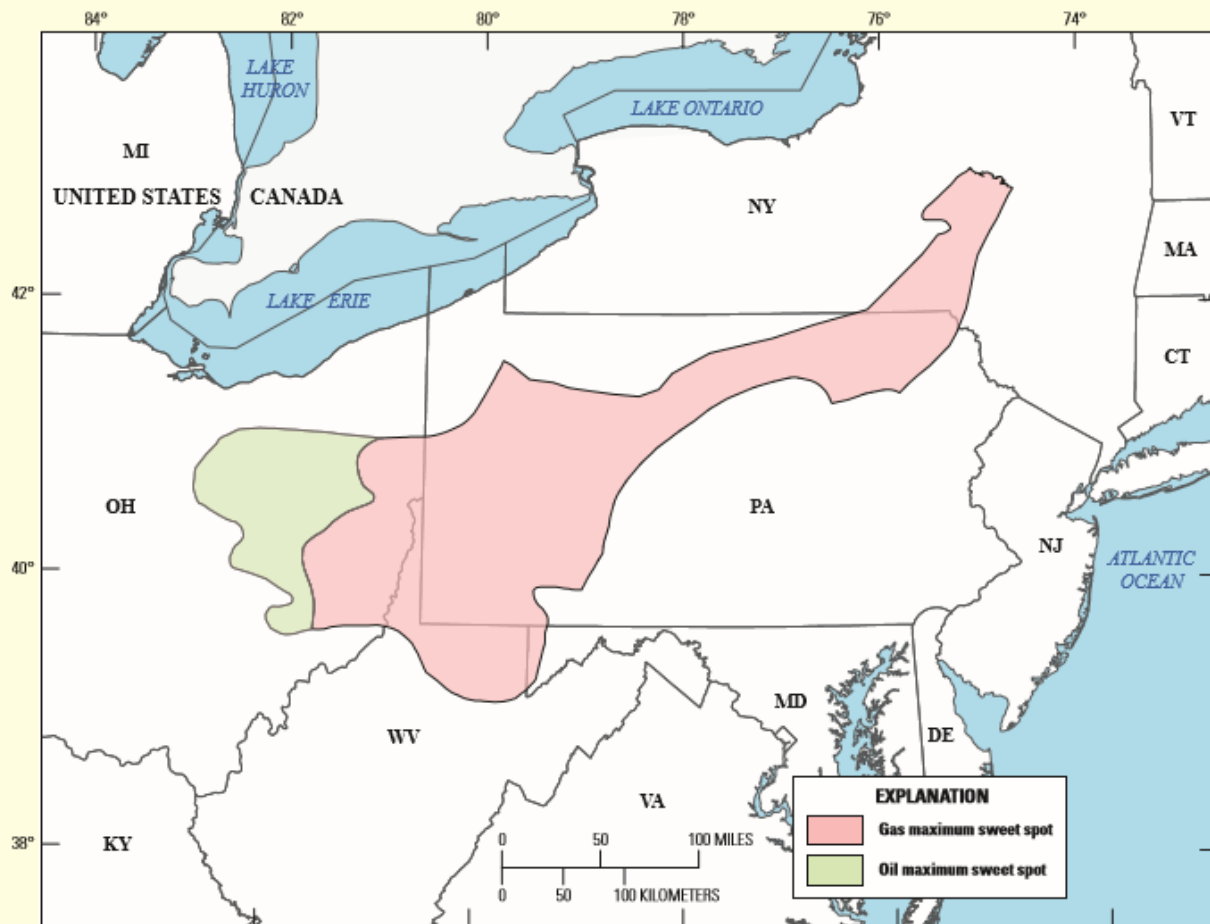 84°
82°
80°
78°
76°
74°
LAKE
HURON
LAKE ONTARIO
VT
MI
UNITED STATES
CANADA
NY
MA
42°
LAKE ERIE
CT
OH
PA
NJ
40°
ATLANTIC
OCEAN
MD
WV
DE
VA
38°
KY
0 50 100 MILES
0 50 100 KILOMETERS
EXPLANATION
Gas maximum sweet spot
Oil maximum sweet spot